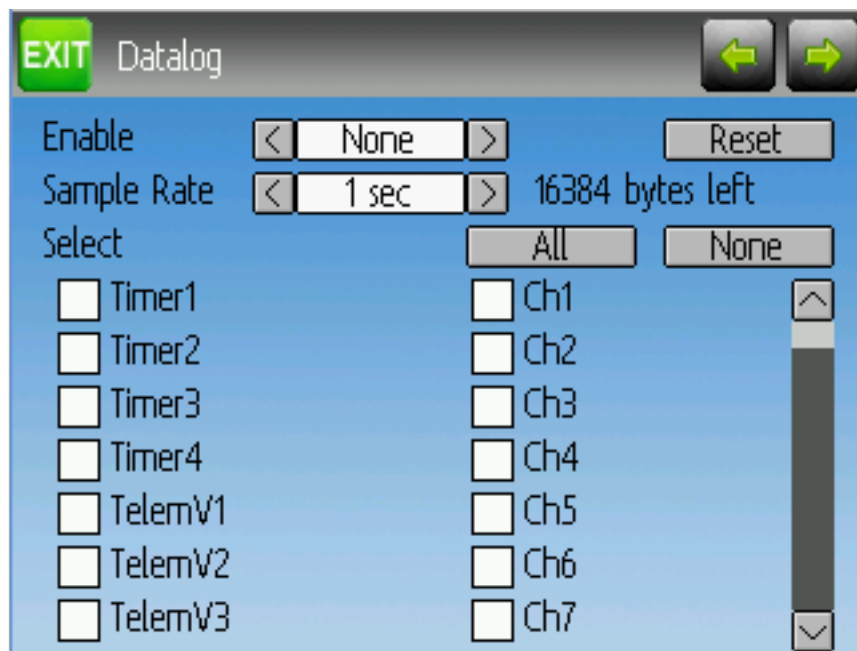 EXIT Datalog
Enable < None > Reset
Sample Rate < 1 sec > 16384 bytes left
Select All None
Timer1 Ch1
Timer2 Ch2
Timer3 Ch3
Timer4 Ch4
TelemV1 Ch5
TelemV2 Ch6
TelemV3 Ch7